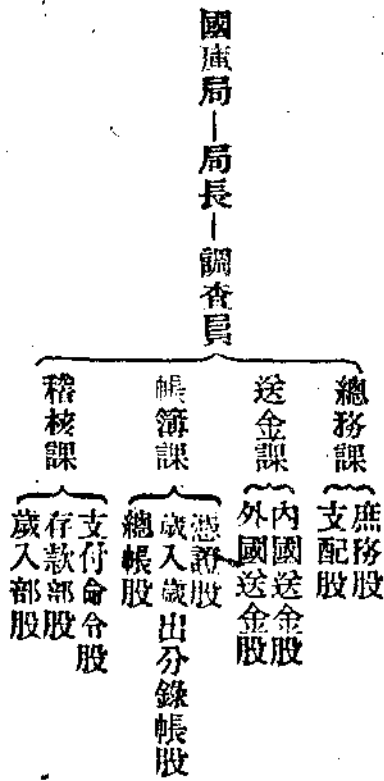 國庫局—局長—調查員
總務課
庶務股
支配股
送金課
內國送金股
外國送金股
帳簿課
憑證股
歲入歲出分錄帳股
總帳股
稽核課
支付命令股
存款部股
歲入部股